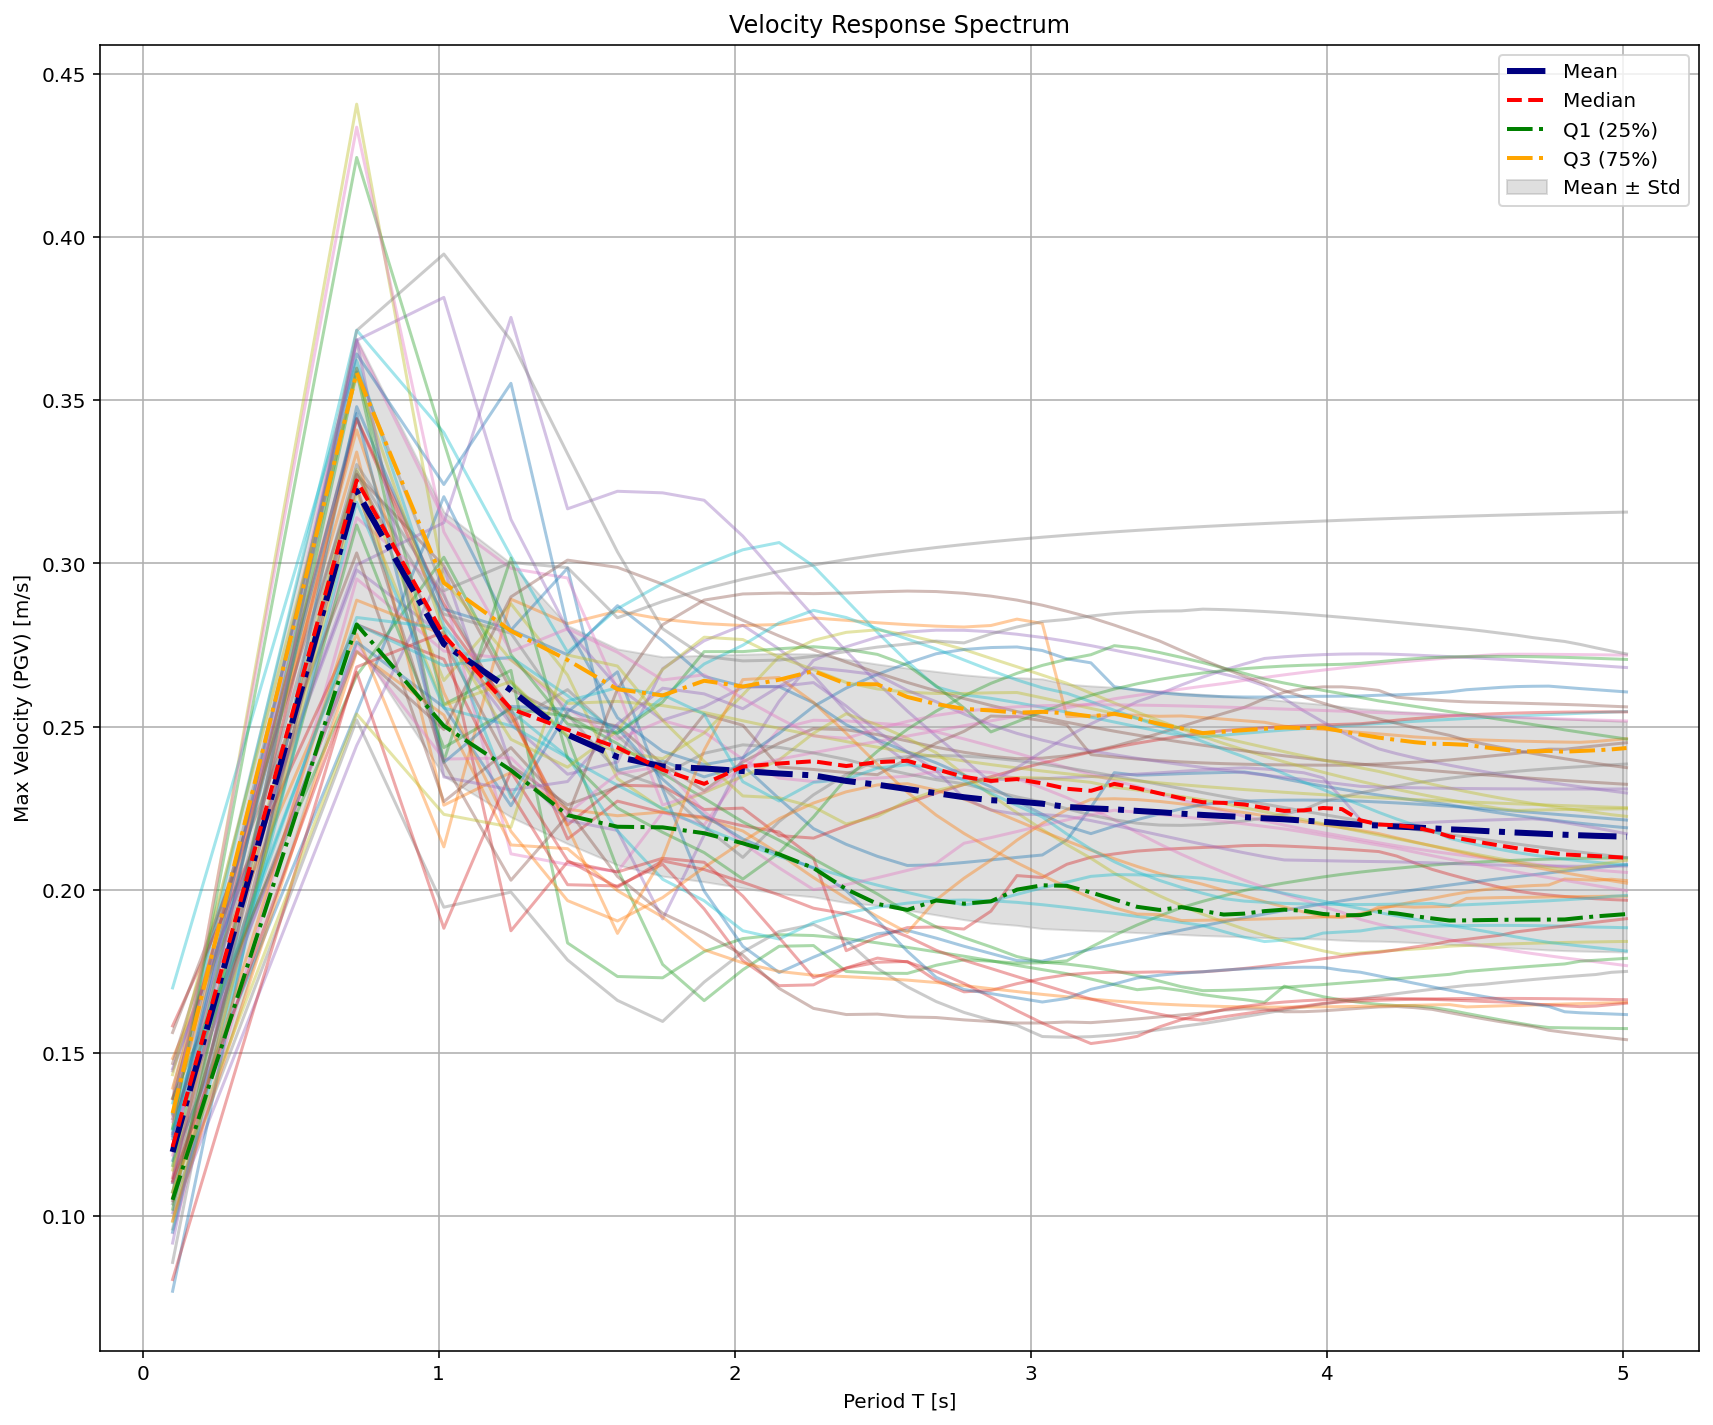 Velocity Response Spectrum
Mean
Median
Q1 (25%)
Q3 (75%)
Mean ± Std
Max Velocity (PGV) [m/s]
0.45
0.40
0.35
0.30
0.25
0.20
0.15
0.10
0
1
2
3
4
5
Period T [s]